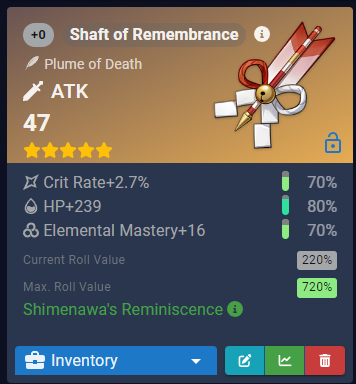 +0 Shaft of Remembrance
Plume of Death
ATK
47
Crit Rate+2.7% 70%
HP+239 80%
Elemental Mastery+16 70%
Current Roll Value 220%
Max. Roll Value 720%
Shimenawa's Reminiscence
Inventory